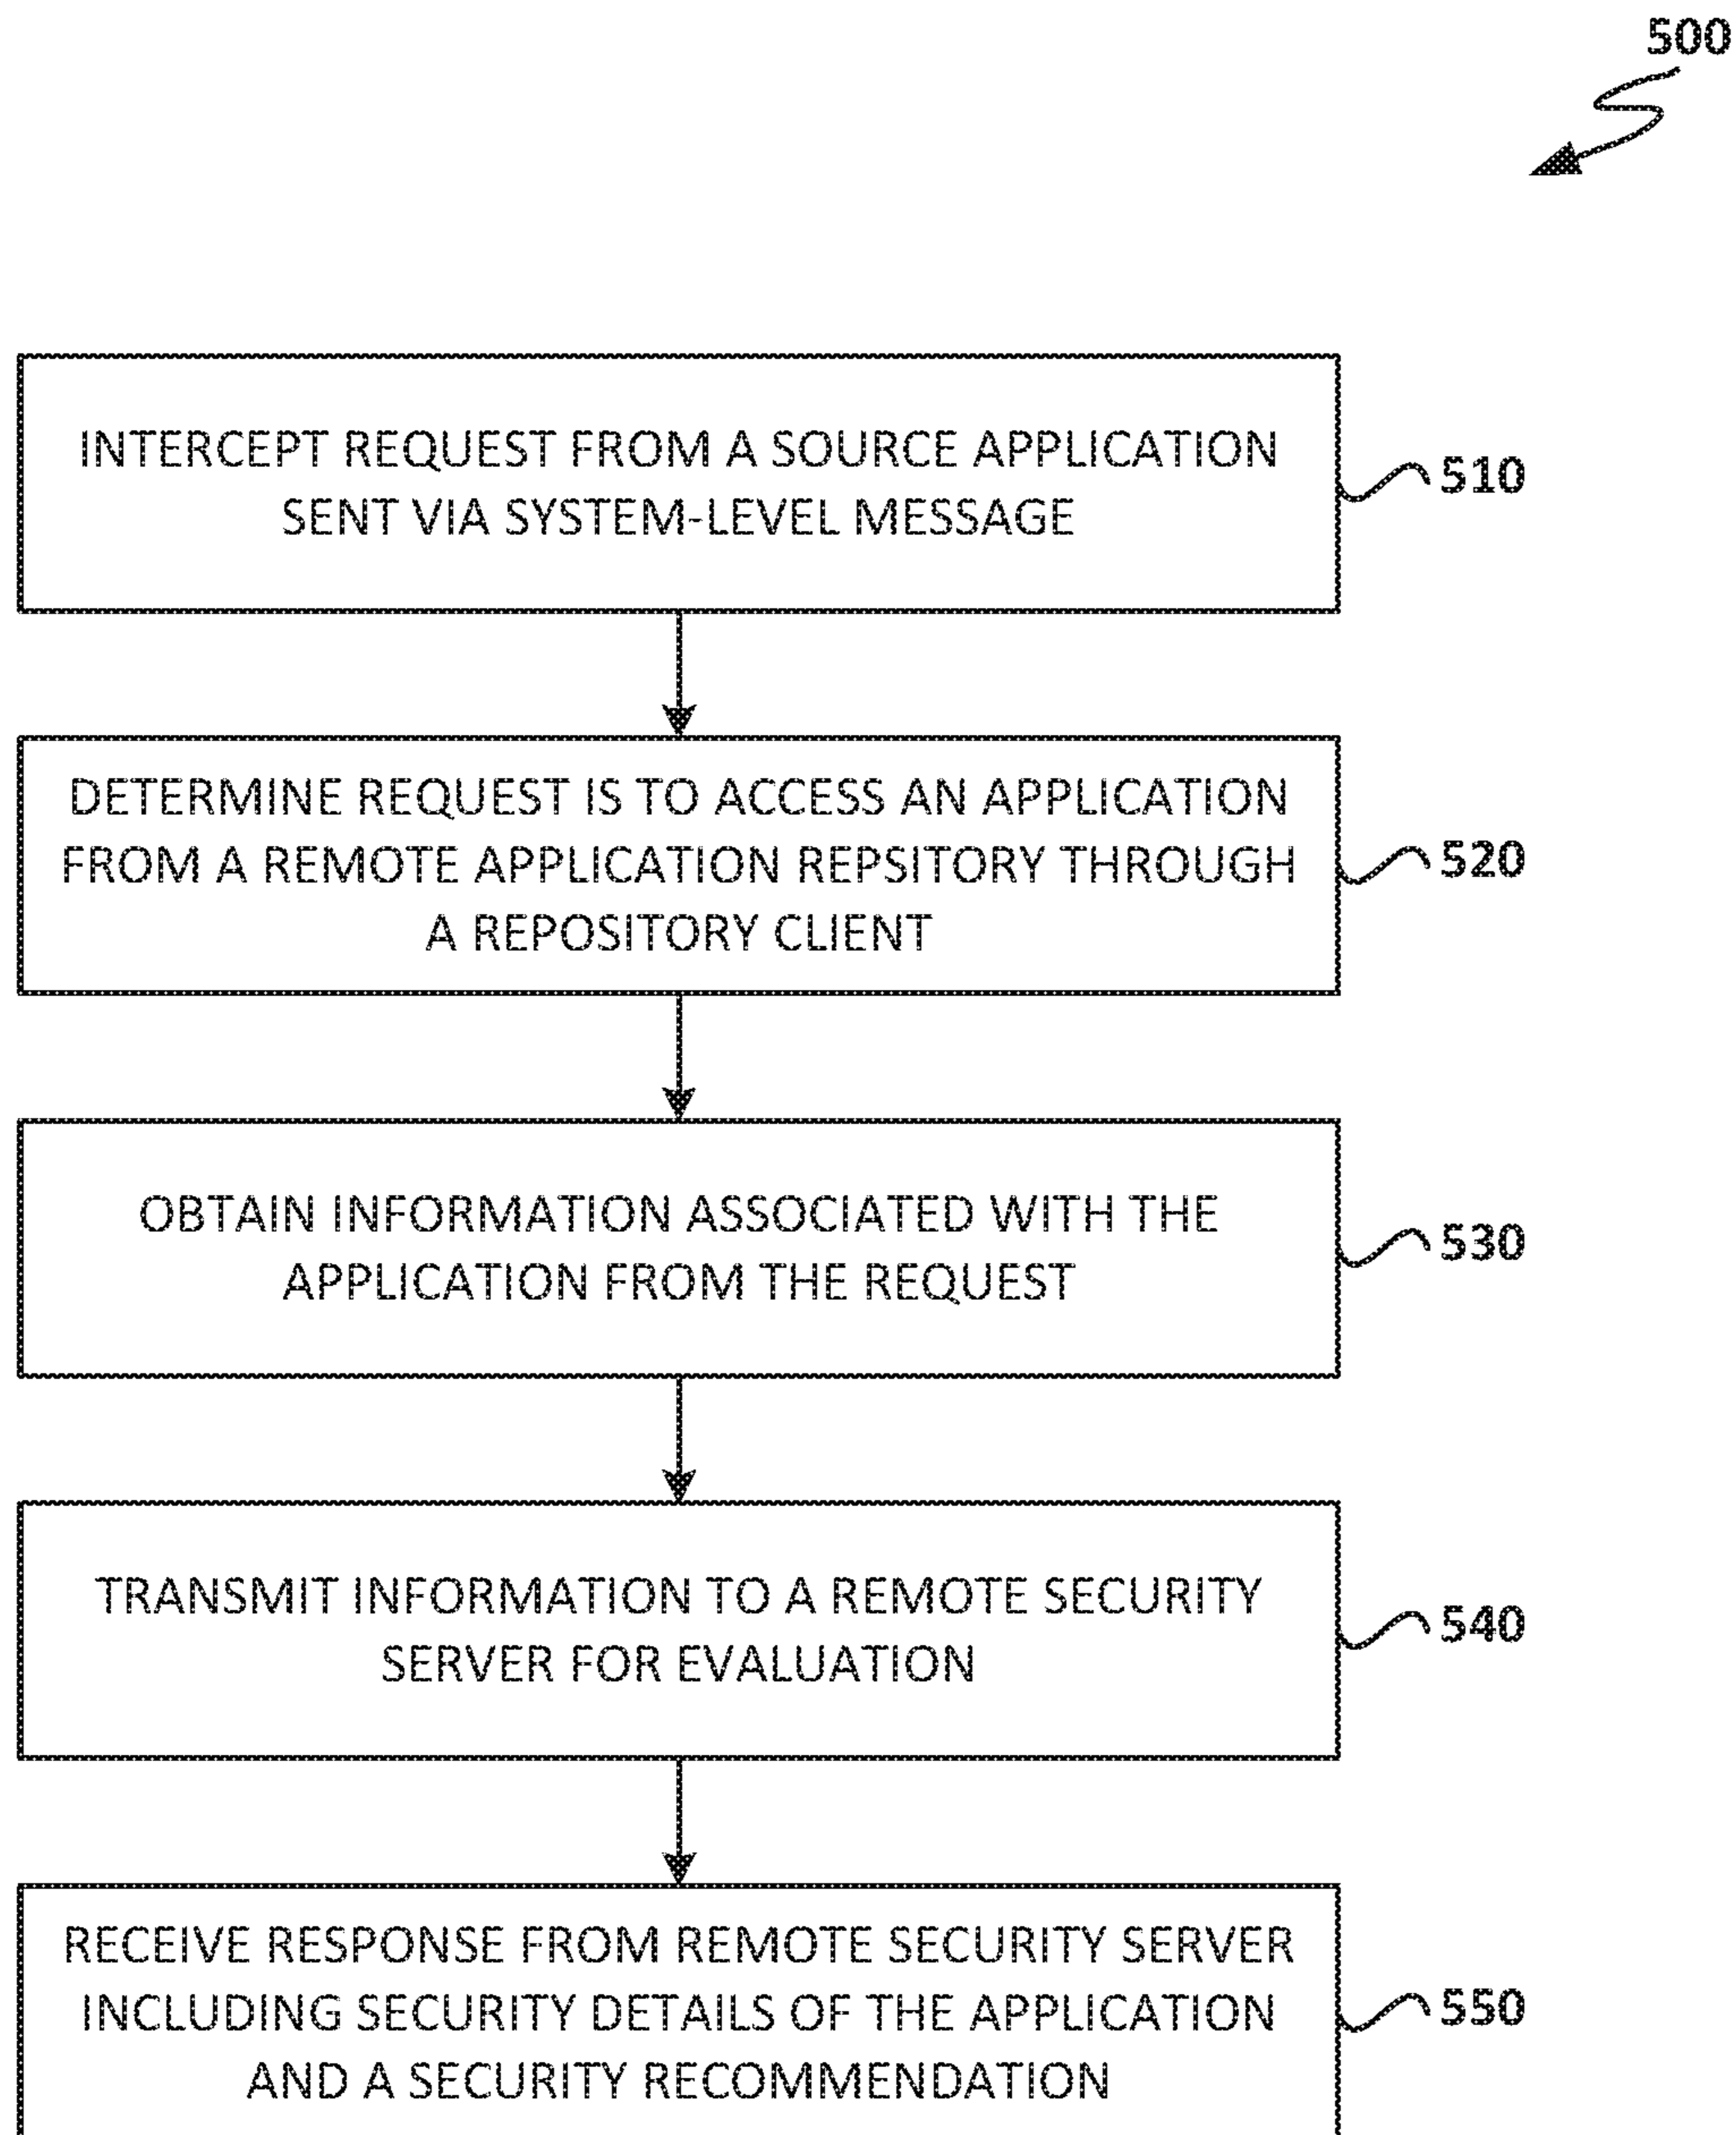 500
INTERCEPT REQUEST FROM A SOURCE APPLICATION
SENT VIA SYSTEM-LEVEL MESSAGE
510
DETERMINE REQUEST IS TO ACCESS AN APPLICATION
FROM A REMOTE APPLICATION REPSITORY THROUGH
A REPOSITORY CLIENT
520
OBTAIN INFORMATION ASSOCIATED WITH THE
APPLICATION FROM THE REQUEST
530
TRANSMIT INFORMATION TO A REMOTE SECURITY
SERVER FOR EVALUATION
540
RECEIVE RESPONSE FROM REMOTE SECURITY SERVER
INCLUDING SECURITY DETAILS OF THE APPLICATION
AND A SECURITY RECOMMENDATION
550